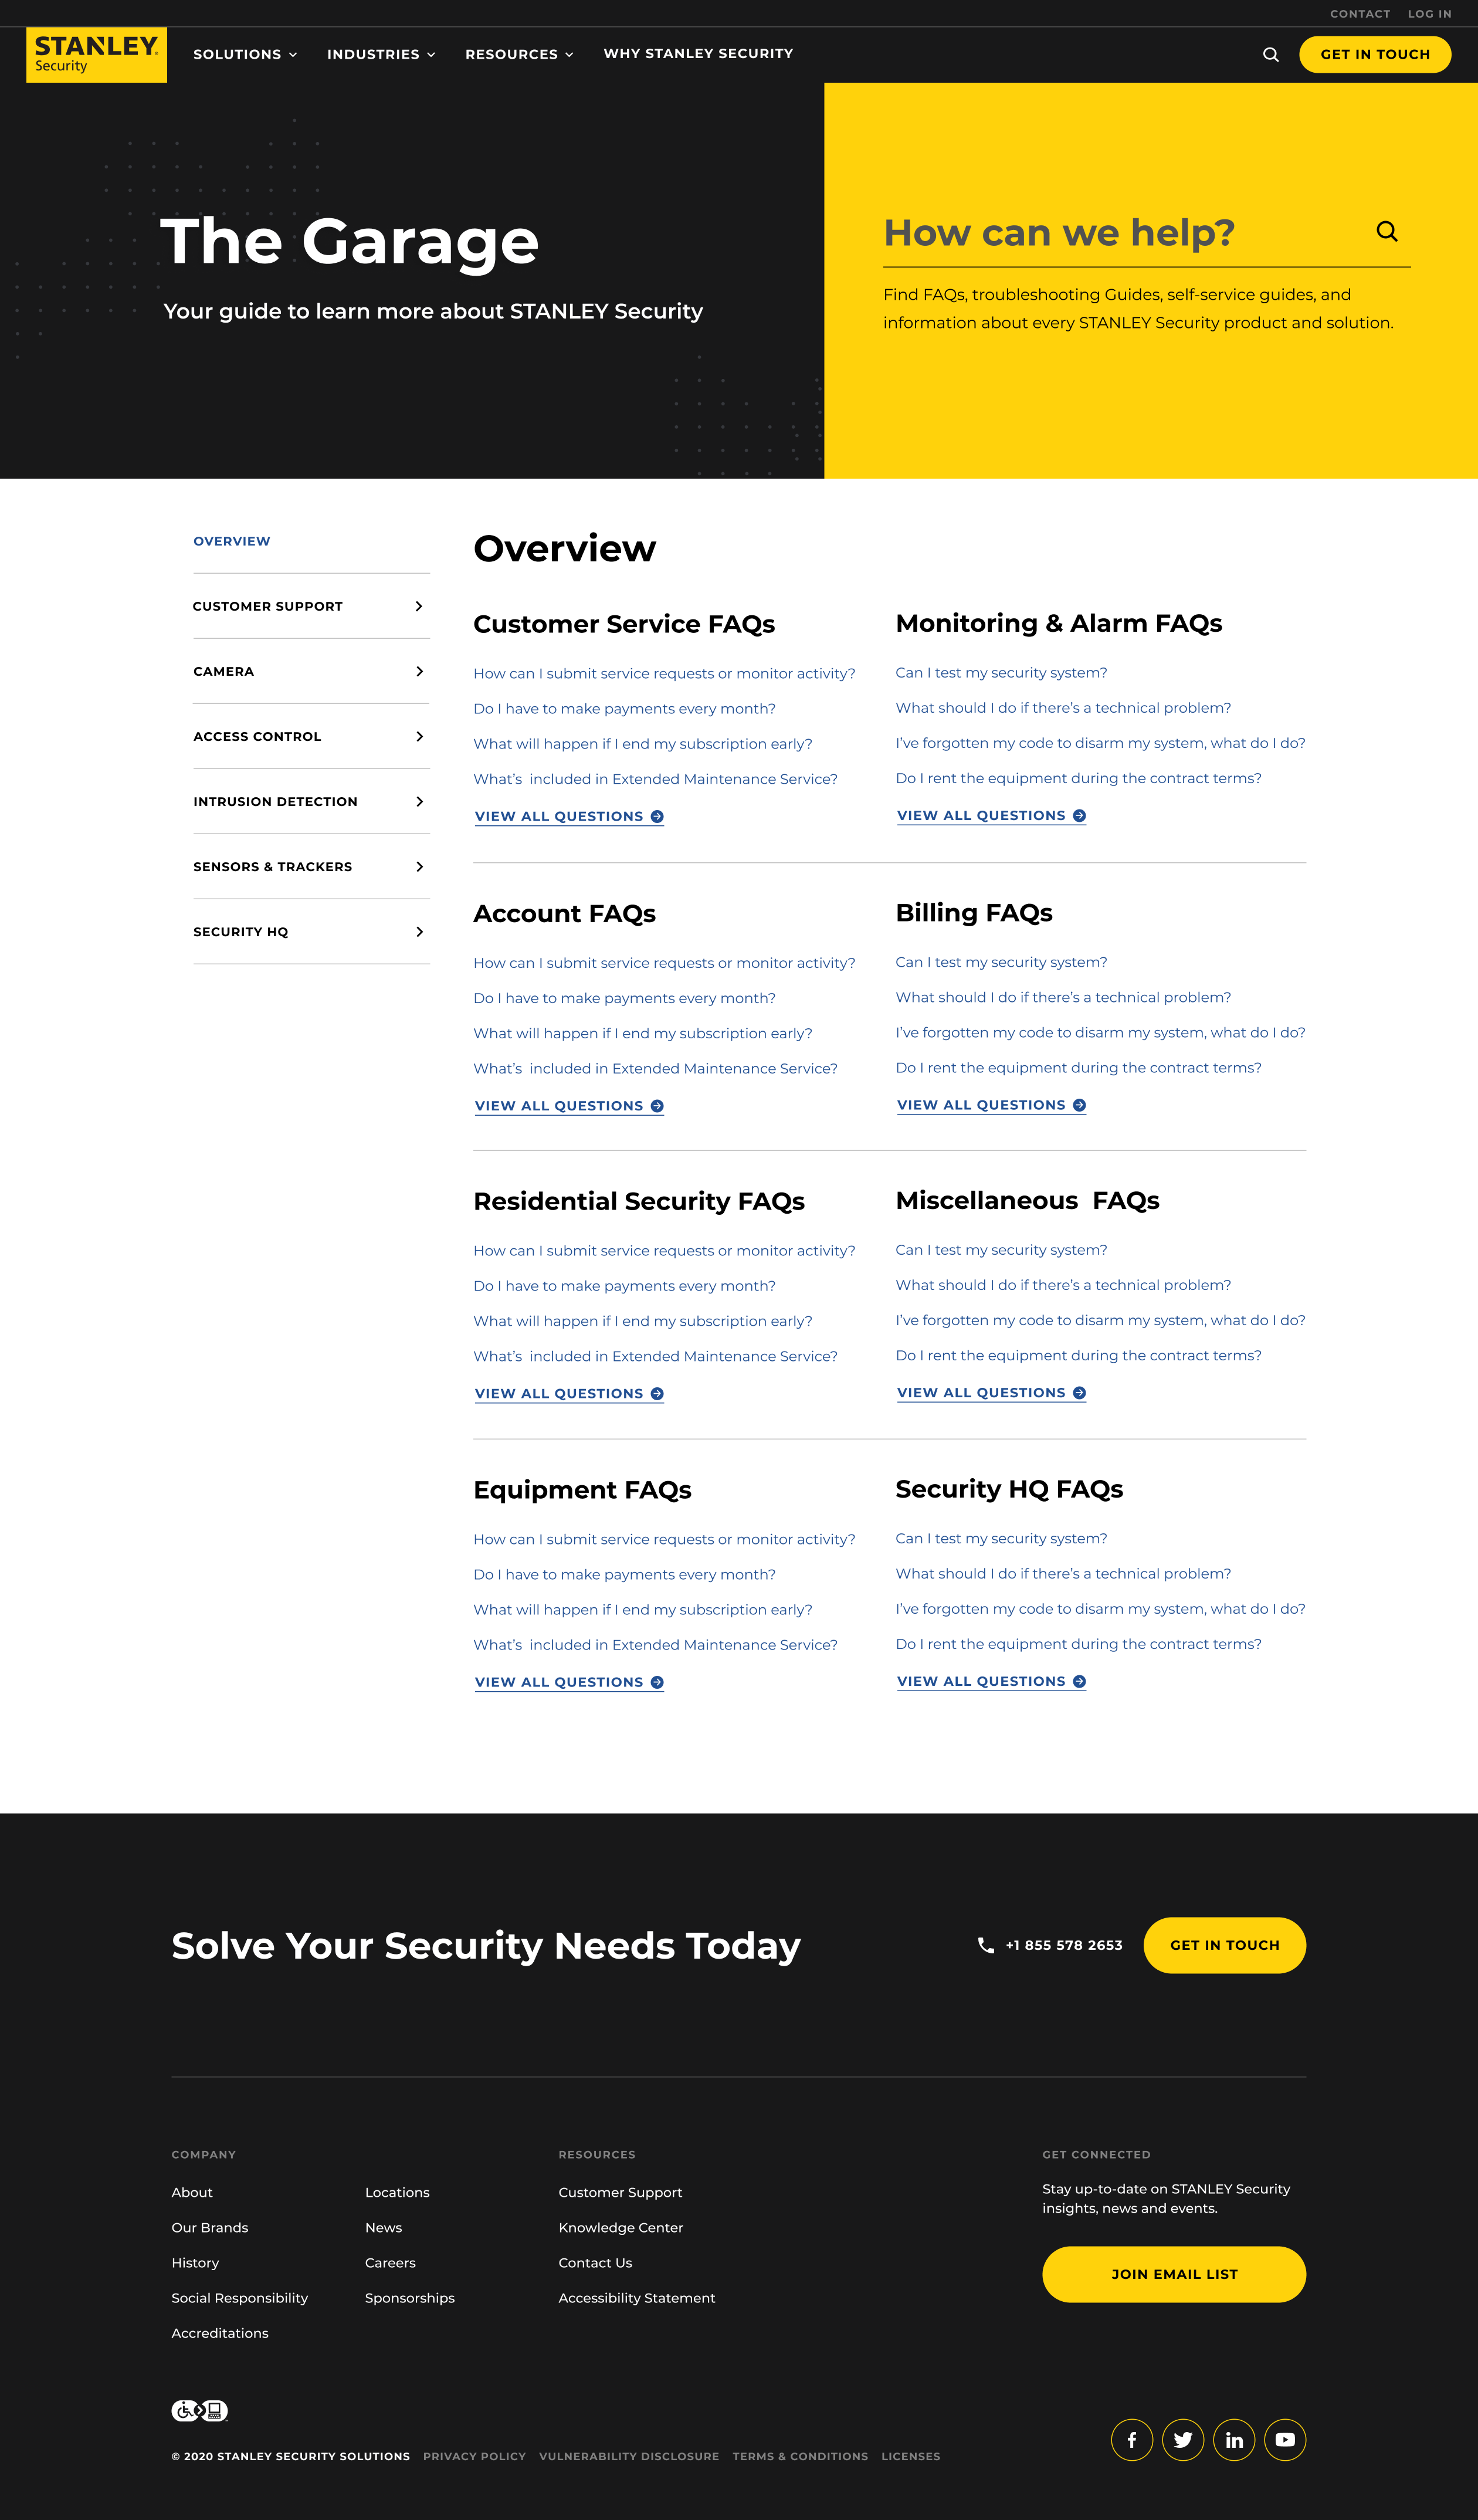 CONTACT LOG IN
STANLEY
Security
SOLUTIONS INDUSTRIES RESOURCES WHY STANLEY SECURITY GET IN TOUCH
The Garage
Your guide to learn more about STANLEY Security
How can we help?
Find FAQs, troubleshooting Guides, self-service guides, and
information about every STANLEY Security product and solution.
OVERVIEW
CUSTOMER SUPPORT
CAMERA
ACCESS CONTROL
INTRUSION DETECTION
SENSORS & TRACKERS
SECURITY HQ
Overview
Customer Service FAQs
How can I submit service requests or monitor activity?
Do I have to make payments every month?
What will happen if I end my subscription early?
What’s  included in Extended Maintenance Service?
VIEW ALL QUESTIONS
Monitoring & Alarm FAQs
Can I test my security system?
What should I do if there’s a technical problem?
I’ve forgotten my code to disarm my system, what do I do?
Do I rent the equipment during the contract terms?
VIEW ALL QUESTIONS
Account FAQs
How can I submit service requests or monitor activity?
Do I have to make payments every month?
What will happen if I end my subscription early?
What’s  included in Extended Maintenance Service?
VIEW ALL QUESTIONS
Billing FAQs
Can I test my security system?
What should I do if there’s a technical problem?
I’ve forgotten my code to disarm my system, what do I do?
Do I rent the equipment during the contract terms?
VIEW ALL QUESTIONS
Residential Security FAQs
How can I submit service requests or monitor activity?
Do I have to make payments every month?
What will happen if I end my subscription early?
What’s  included in Extended Maintenance Service?
VIEW ALL QUESTIONS
Miscellaneous  FAQs
Can I test my security system?
What should I do if there’s a technical problem?
I’ve forgotten my code to disarm my system, what do I do?
Do I rent the equipment during the contract terms?
VIEW ALL QUESTIONS
Equipment FAQs
How can I submit service requests or monitor activity?
Do I have to make payments every month?
What will happen if I end my subscription early?
What’s  included in Extended Maintenance Service?
VIEW ALL QUESTIONS
Security HQ FAQs
Can I test my security system?
What should I do if there’s a technical problem?
I’ve forgotten my code to disarm my system, what do I do?
Do I rent the equipment during the contract terms?
VIEW ALL QUESTIONS
Solve Your Security Needs Today
+1 855 578 2653
GET IN TOUCH
COMPANY
About
Our Brands
History
Social Responsibility
Accreditations
Locations
News
Careers
Sponsorships
RESOURCES
Customer Support
Knowledge Center
Contact Us
Accessibility Statement
GET CONNECTED
Stay up-to-date on STANLEY Security
insights, news and events.
JOIN EMAIL LIST
© 2020 STANLEY SECURITY SOLUTIONS PRIVACY POLICY VULNERABILITY DISCLOSURE TERMS & CONDITIONS LICENSES